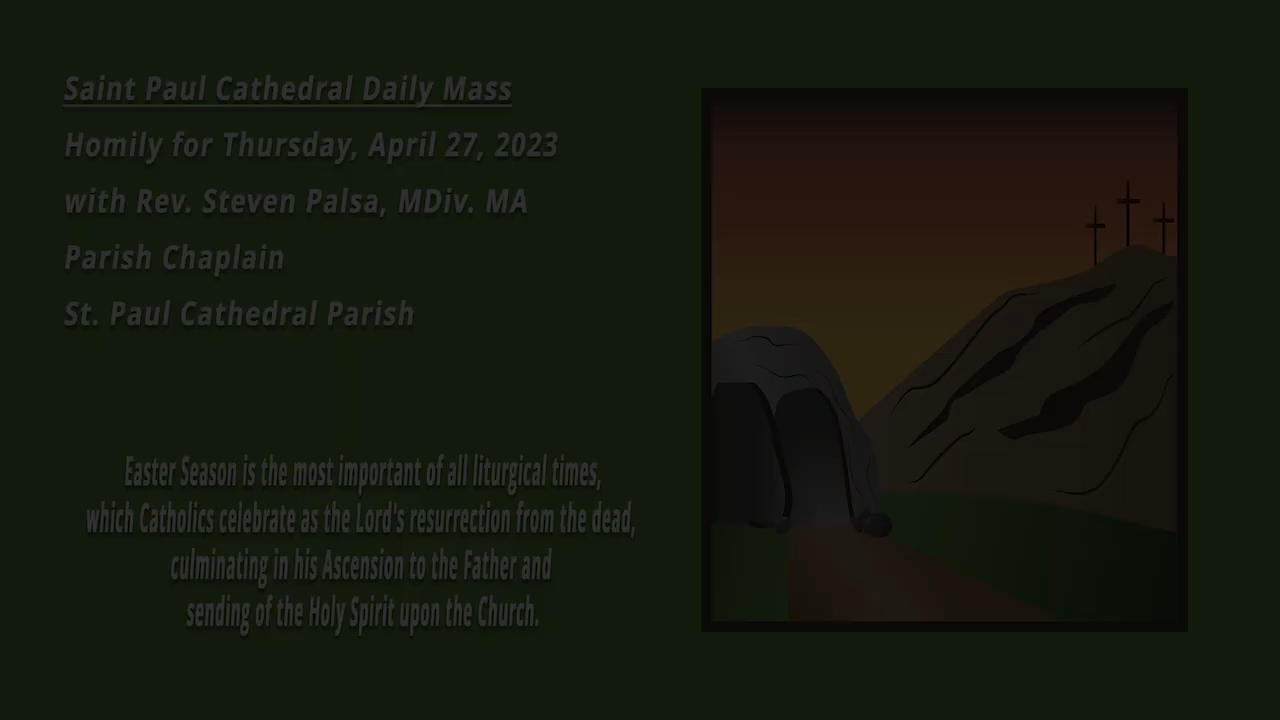 Saint Paul Cathedral Daily Mass
Homily for Thursday, April 27, 2023
with Rev. Steven Palsa, MDiv. MA
Parish Chaplain
St. Paul Cathedral Parish
Easter Season is the most important of all liturgical times,
which Catholics celebrate as the Lord's resurrection from the dead,
culminating in his Ascension to the Father and
sending of the Holy Spirit upon the Church.